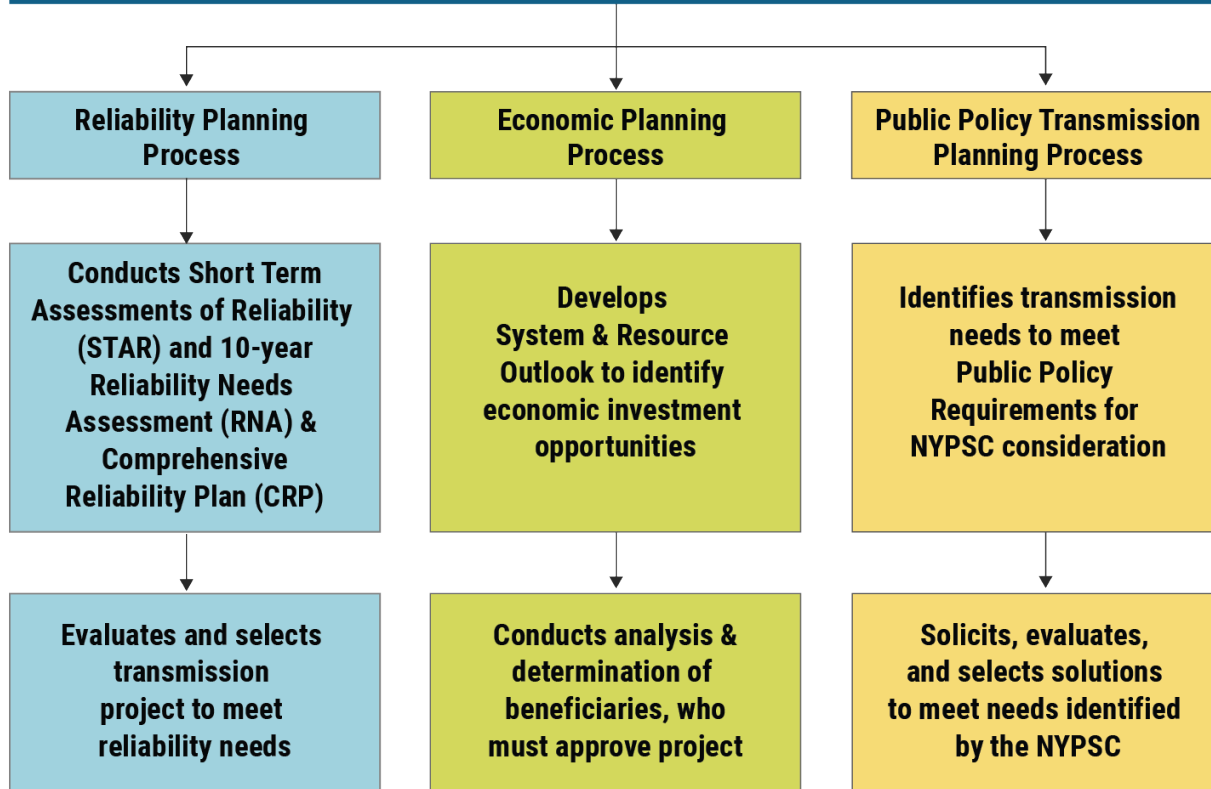 Reliability Planning
Process
Economic Planning
Process
Public Policy Transmission
Planning Process
Conducts Short Term
Assessments of Reliability
(STAR) and 10-year
Reliability Needs
Assessment (RNA) &
Comprehensive
Reliability Plan (CRP)
Develops
System & Resource
Outlook to identify
economic investment
opportunities
Identifies transmission
needs to meet
Public Policy
Requirements for
NYPSC consideration
Evaluates and selects
transmission
project to meet
reliability needs
Conducts analysis &
determination of
beneficiaries, who
must approve project
Solicits, evaluates,
and selects solutions
to meet needs identified
by the NYPSC